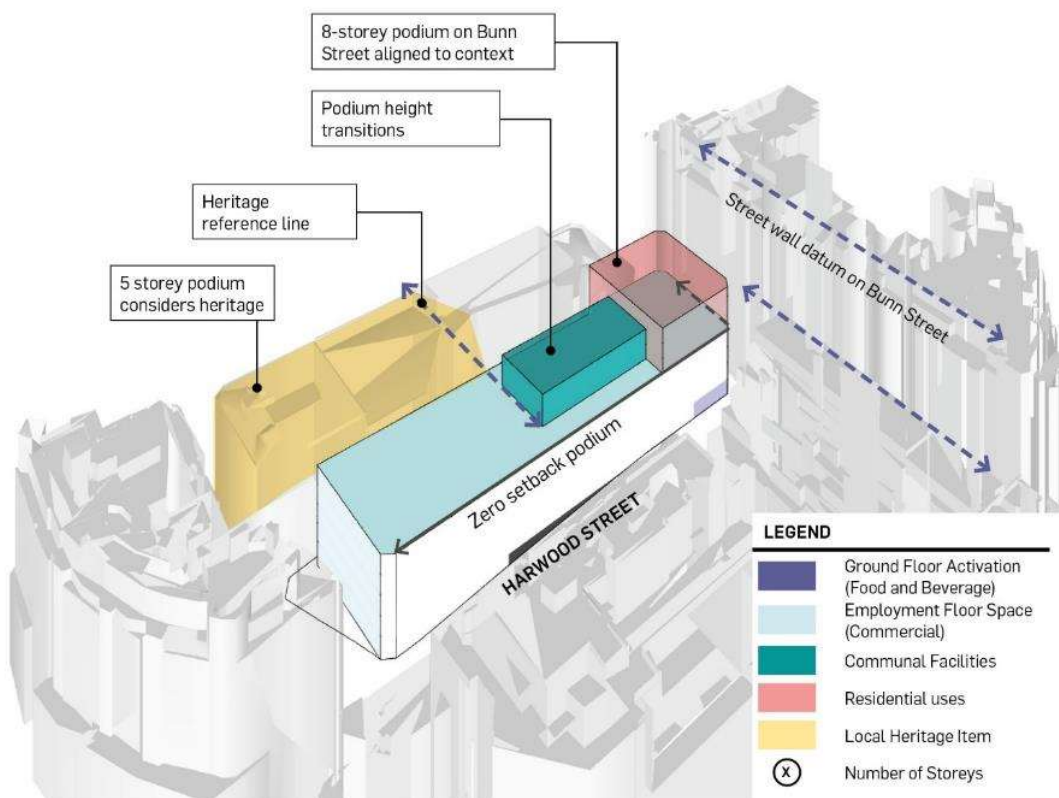 8-storey podium on Bunn
Street aligned to context
Podium height
transitions
Heritage
reference line
5 storey podium
considers heritage
Street wall datum on Bunn Street
Zero setback podium
HARWOOD STREET
LEGEND
Ground Floor Activation
(Food and Beverage)
Employment Floor Space
(Commercial)
Communal Facilities
Residential uses
Local Heritage Item
X
Number of Storeys